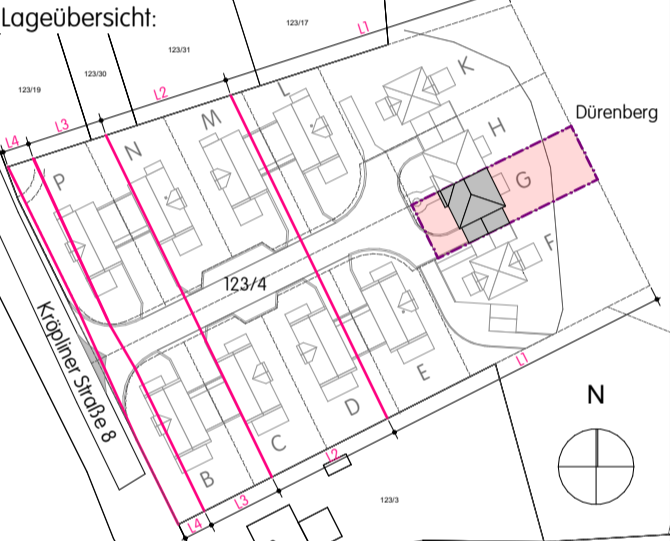 Lageübersicht:
123/17
L1
123/31
123/30
123/19
L2
L3
L4
K
L
M
N
P
H
G
F
Dürenberg
123/4
Kröpliner Straße 8
E
D
C
B
L1
L2
L3
L4
123/3
N